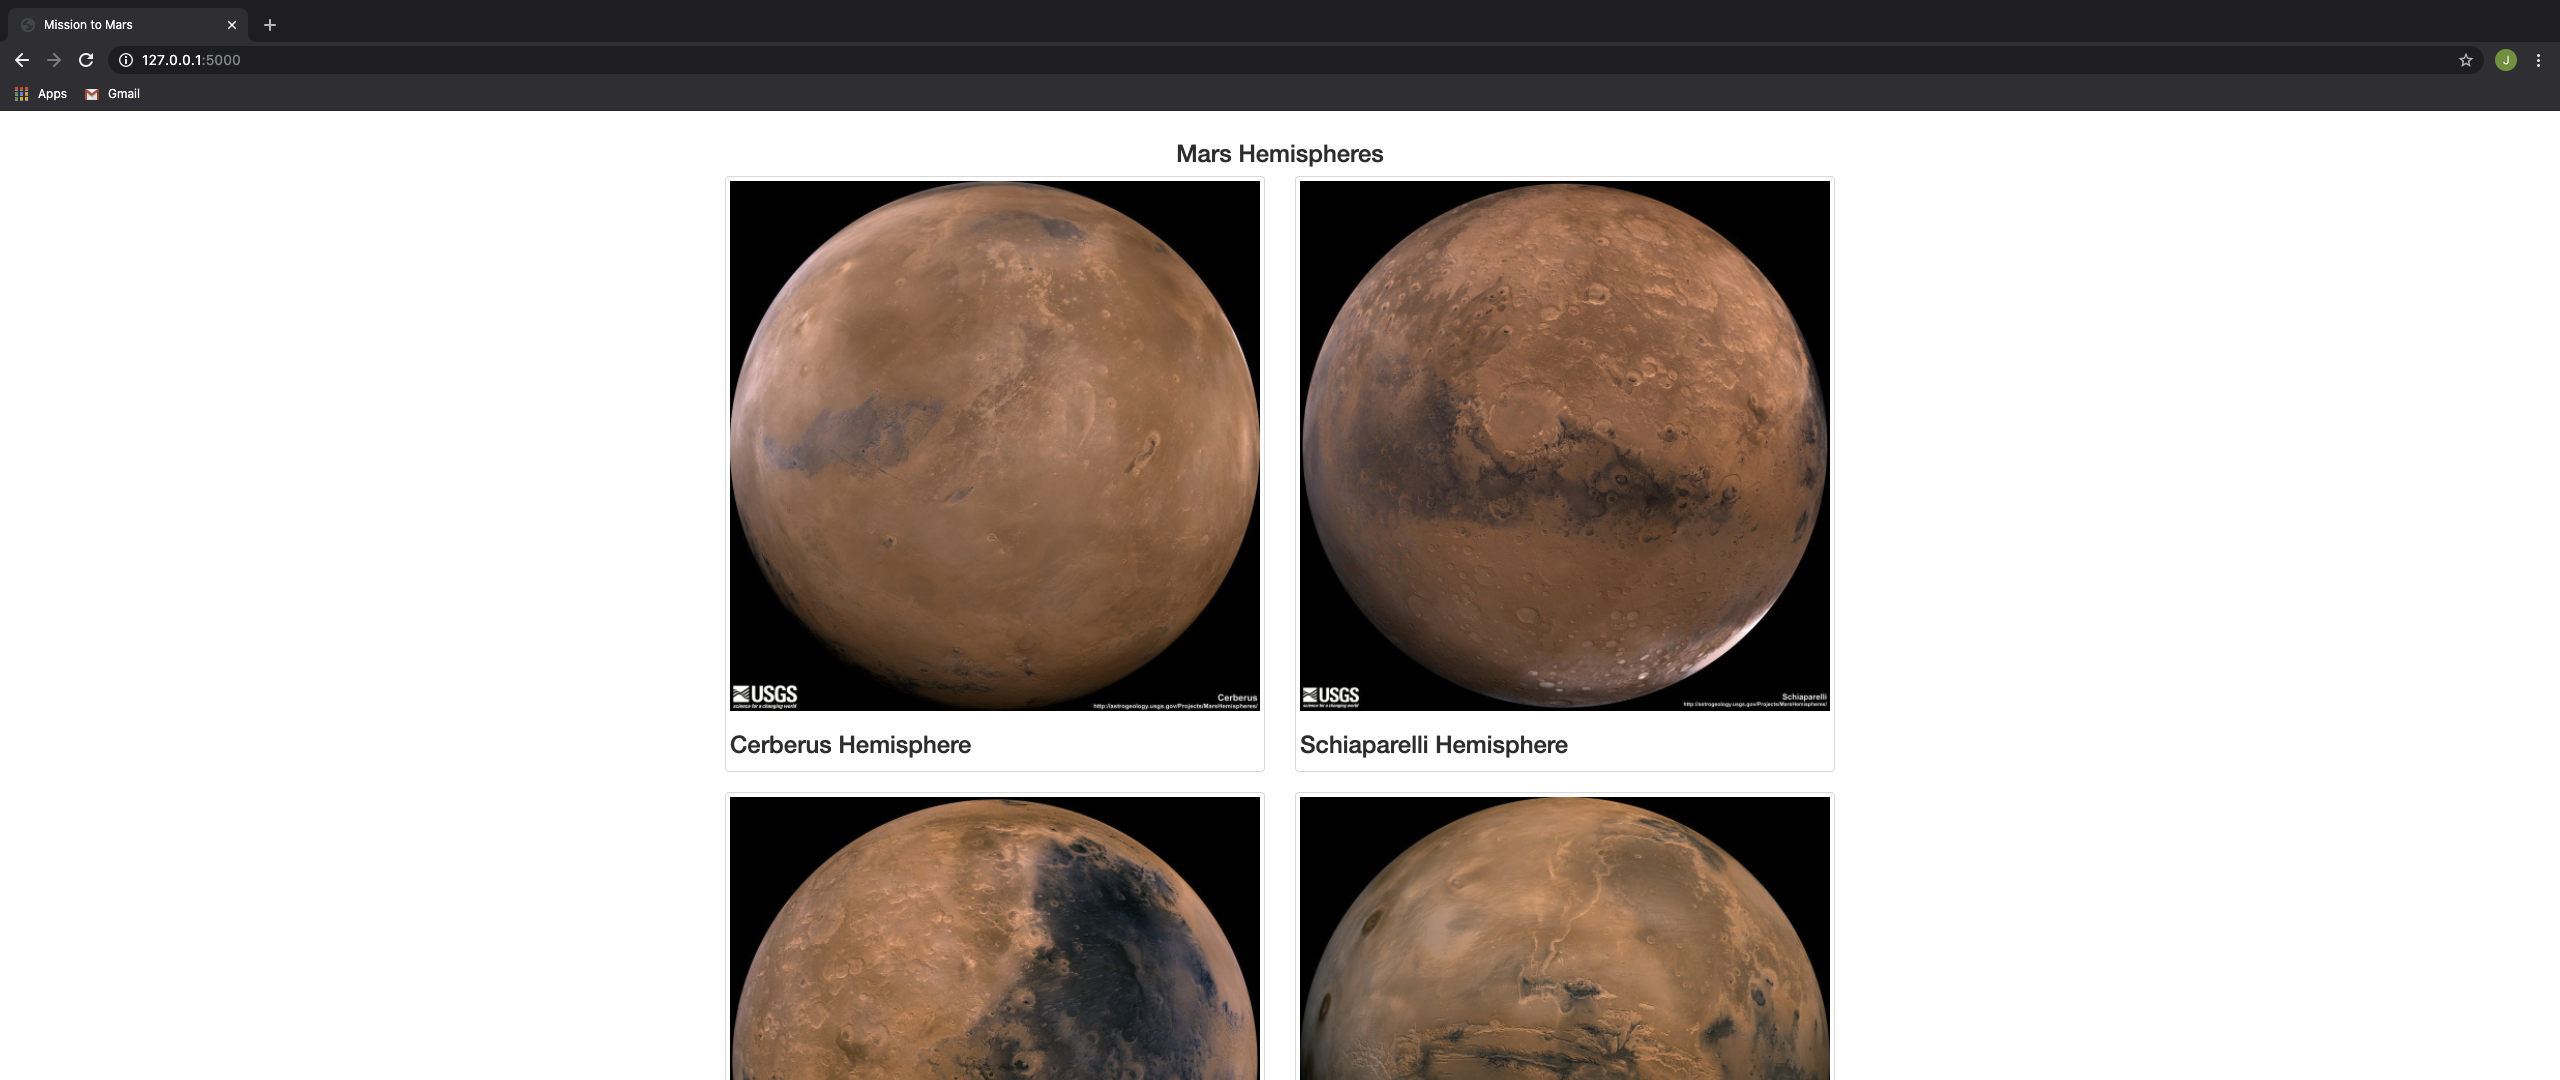 Mission to Mars
127.0.0.1:5000
J
Apps
Gmail
Mars Hemispheres
USGS
science for a changing world
Cerberus
http://astrogeology.usgs.gov/Projects/MarsHemispheres/
USGS
science for a changing world
Schiaparelli
http://astrogeology.usgs.gov/Projects/MarsHemispheres/
Cerberus Hemisphere
Schiaparelli Hemisphere